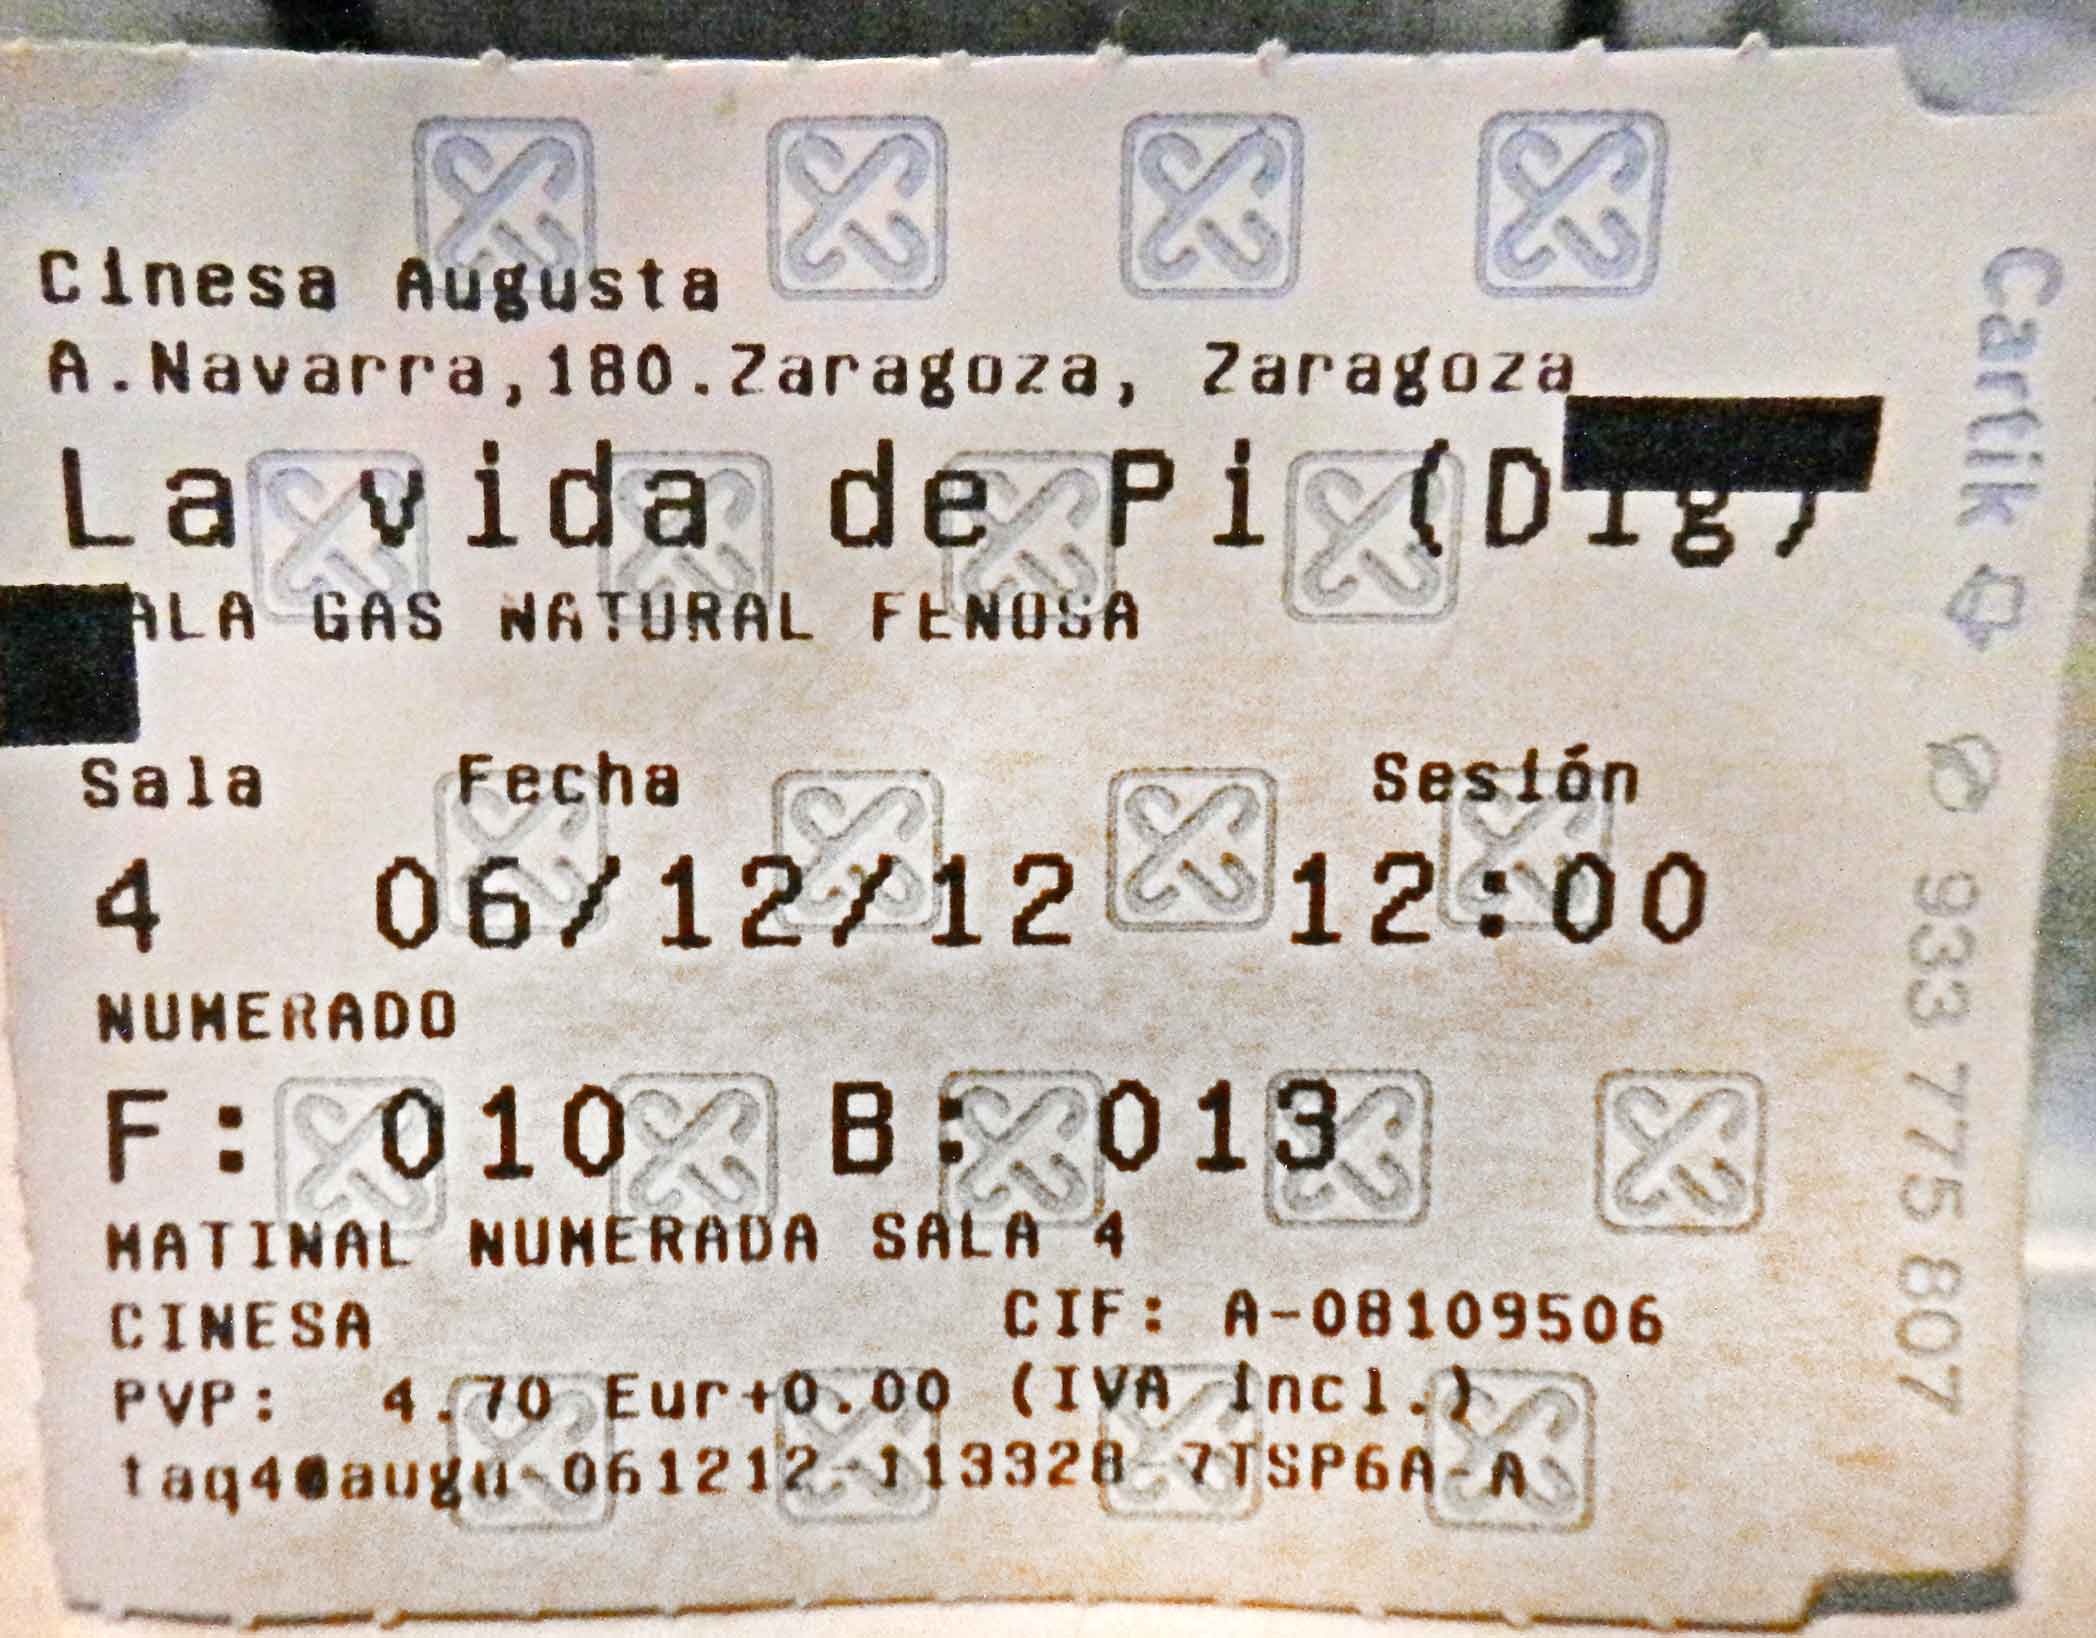 Cinesa Augusta
A.Navarra,180.Zaragoza, Zaragoza
La vida de Pi (Dig)
ALA GAS NATURAL FENOSA
Sala Fecha Sesión
4 06/12/12 12:00
NUMERADO
F: 010 B: 013
MATINAL NUMERADA SALA 4
CINESA CIF: A-08109506
PVP: 4.70 Eur+0.00 (IVA incl.)
taq4@augu-061212-113328-7TSP6A-A
Cartik 933 775 807